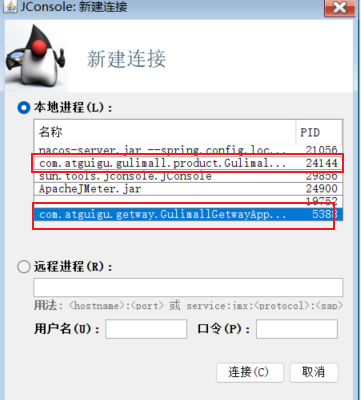 JConsole: 新建连接
新建连接
本地进程(L):
名称 PID
nacos-server.jar --spring.config.loc... 21056
com.atguigu.gulimall.product.Gulimal... 24144
sun.tools.jconsole.JConsole 29856
ApacheJMeter.jar 24900
19752
com.atguigu.getway.GulimallGetwayApp... 5388
远程进程(R):
用法: <hostname>:<port> 或 service:jmx:<protocol>:<sap>
用户名(U): 口令(P):
连接(C) 取消